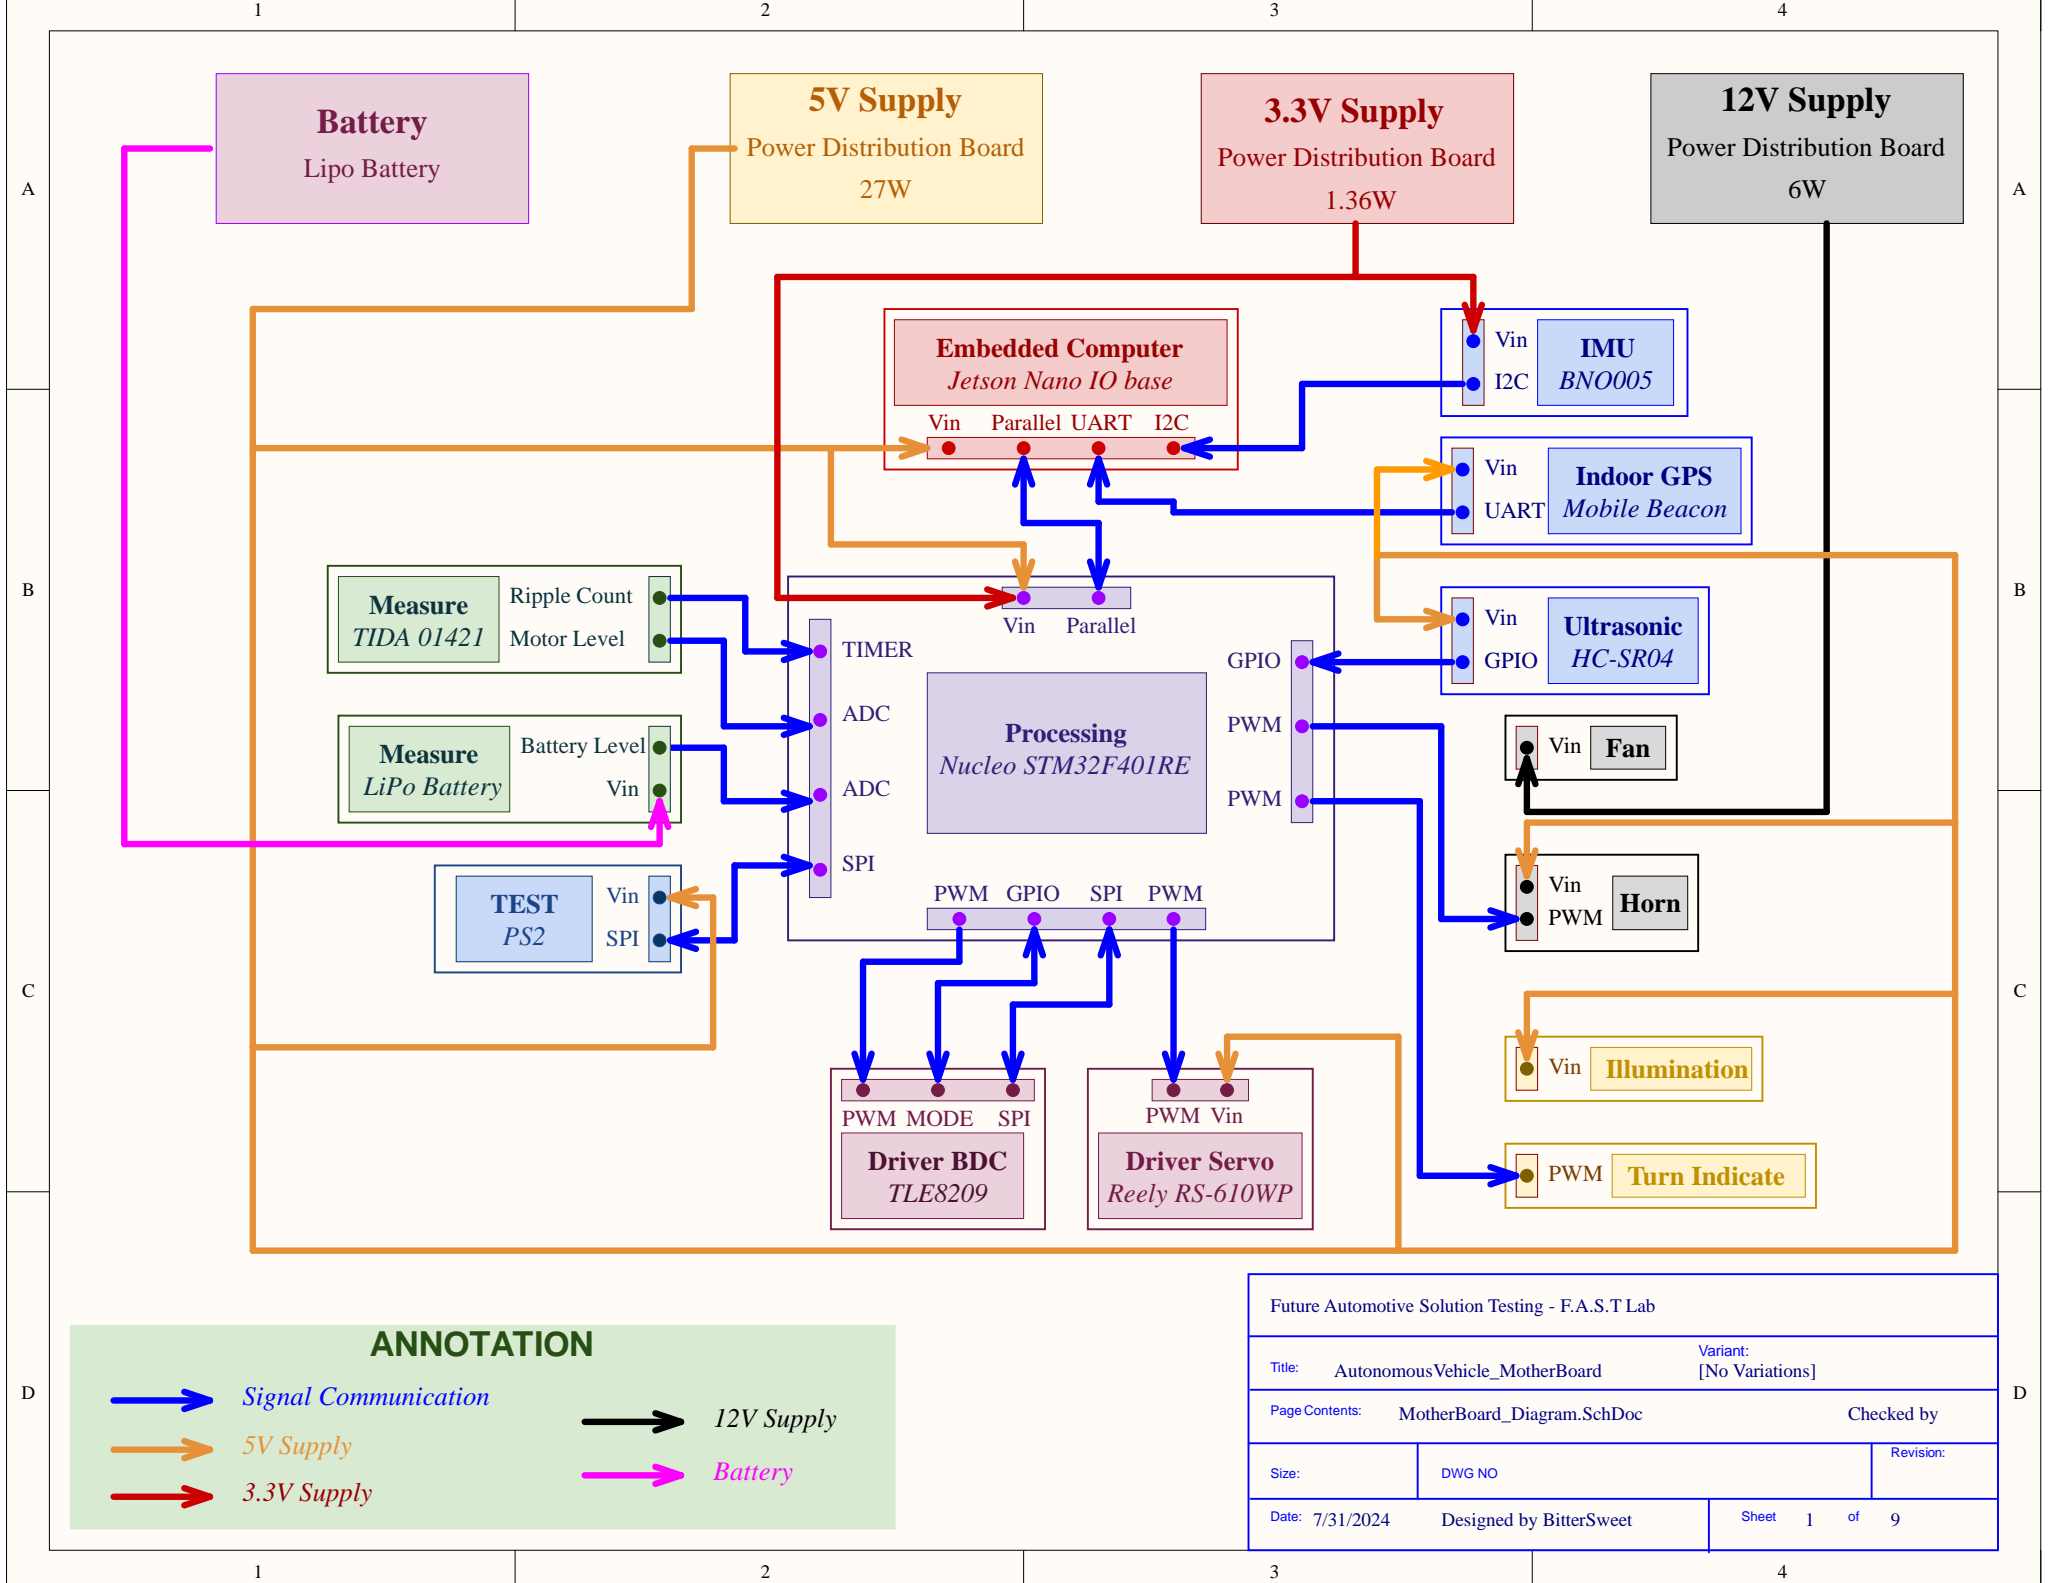 1
2
3
4
Battery
Lipo Battery
5V Supply
Power Distribution Board
27W
3.3V Supply
Power Distribution Board
1.36W
12V Supply
Power Distribution Board
6W
A
A
Embedded Computer
Jetson Nano IO base
Vin Parallel UART I2C
Vin
I2C
IMU
BNO005
Vin
UART
Indoor GPS
Mobile Beacon
B
B
Measure
TIDA 01421
Ripple Count
Motor Level
Vin Parallel
Vin
GPIO
Ultrasonic
HC-SR04
TIMER
ADC
ADC
SPI
Processing
Nucleo STM32F401RE
GPIO
PWM
PWM
PWM GPIO SPI PWM
Measure
LiPo Battery
Battery Level
Vin
Vin
Fan
TEST
PS2
Vin
SPI
Vin
PWM
Horn
C
C
PWM MODE SPI
Driver BDC
TLE8209
PWM Vin
Driver Servo
Reely RS-610WP
Vin
Illumination
PWM
Turn Indicate
D
D
ANNOTATION
Signal Communication
5V Supply
3.3V Supply
12V Supply
Battery
Future Automotive Solution Testing - F.A.S.T Lab
Title: AutonomousVehicle_MotherBoard
Variant:
[No Variations]
Page Contents: MotherBoard_Diagram.SchDoc Checked by
Size: DWG NO
Revision:
Date: 7/31/2024 Designed by BitterSweet Sheet 1 of 9
1
2
3
4